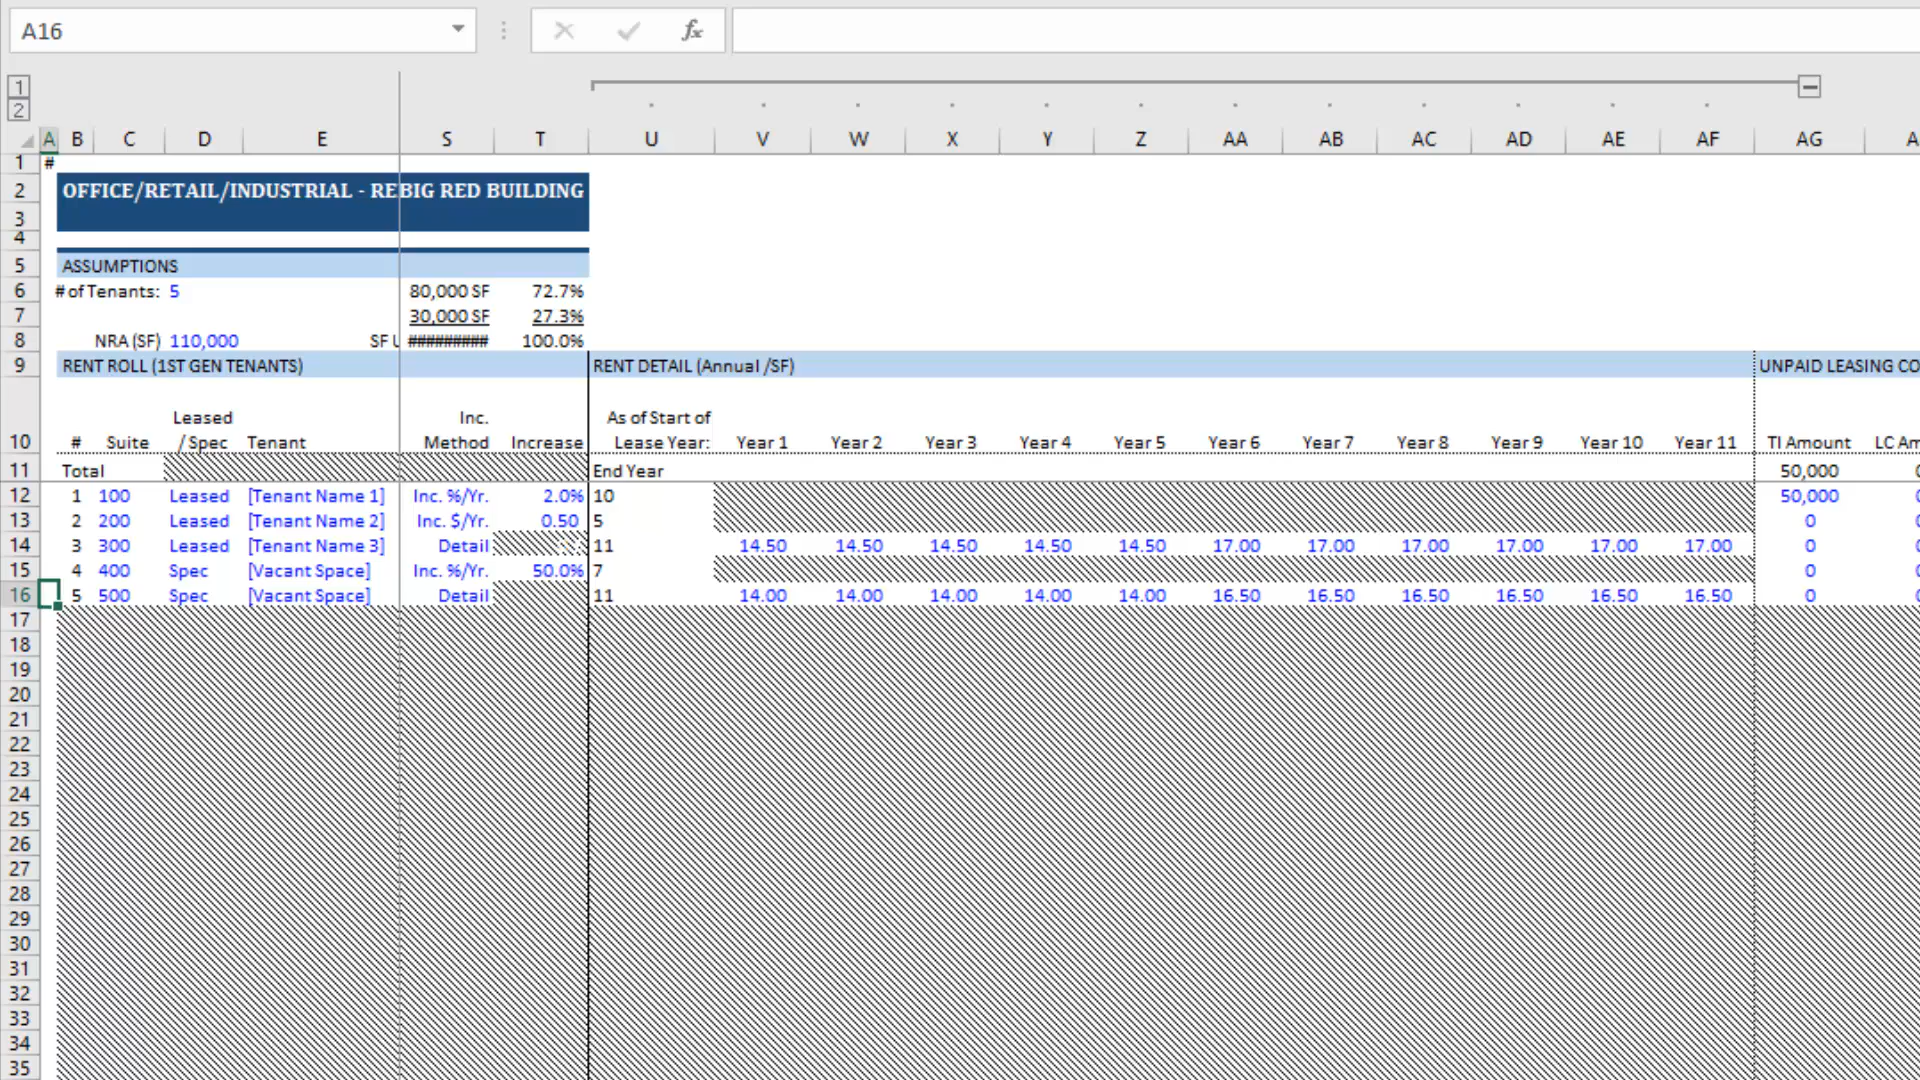 A16
fx
1
2
A B C D E S T U V W X Y Z AA AB AC AD AE AF AG
1 #
2 OFFICE/RETAIL/INDUSTRIAL - RE BIG RED BUILDING
3
4
5 ASSUMPTIONS
6 # of Tenants: 5 80,000 SF 72.7%
7 30,000 SF 27.3%
8 NRA (SF) 110,000 SF ######### 100.0%
9 RENT ROLL (1ST GEN TENANTS) RENT DETAIL (Annual /SF) UNPAID LEASING CO
Leased Inc. As of Start of
10 # Suite / Spec Tenant Method Increase Lease Year: Year 1 Year 2 Year 3 Year 4 Year 5 Year 6 Year 7 Year 8 Year 9 Year 10 Year 11 TI Amount LC Am
11 Total End Year 50,000
12 1 100 Leased [Tenant Name 1] Inc. %/Yr. 2.0% 10 50,000
13 2 200 Leased [Tenant Name 2] Inc. $/Yr. 0.50 5 0
14 3 300 Leased [Tenant Name 3] Detail 11 14.50 14.50 14.50 14.50 14.50 17.00 17.00 17.00 17.00 17.00 17.00 0
15 4 400 Spec [Vacant Space] Inc. %/Yr. 50.0% 7 0
16 5 500 Spec [Vacant Space] Detail 11 14.00 14.00 14.00 14.00 14.00 16.50 16.50 16.50 16.50 16.50 16.50 0
17
18
19
20
21
22
23
24
25
26
27
28
29
30
31
32
33
34
35